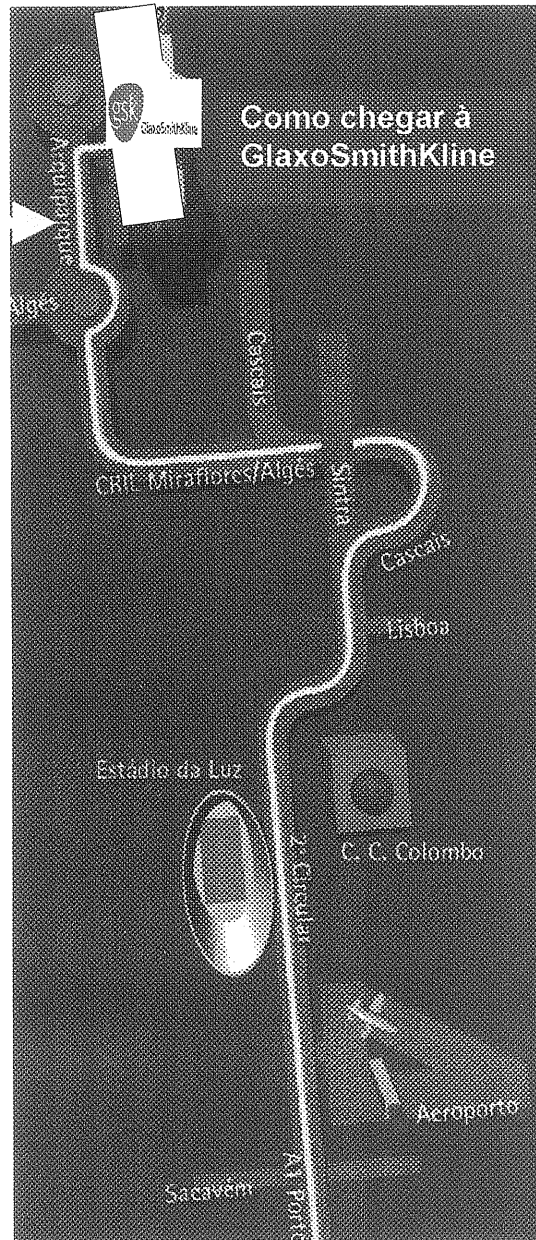 gsk
GlaxoSmithKline
Como chegar à
GlaxoSmithKline
Arquiparque
Algés
Cascais
CRIL Miraflores/Algés
Sintra
Cascais
Lisboa
Estádio da Luz
C. C. Colombo
2ª Circular
Aeroporto
Sacavém
A1 Porto